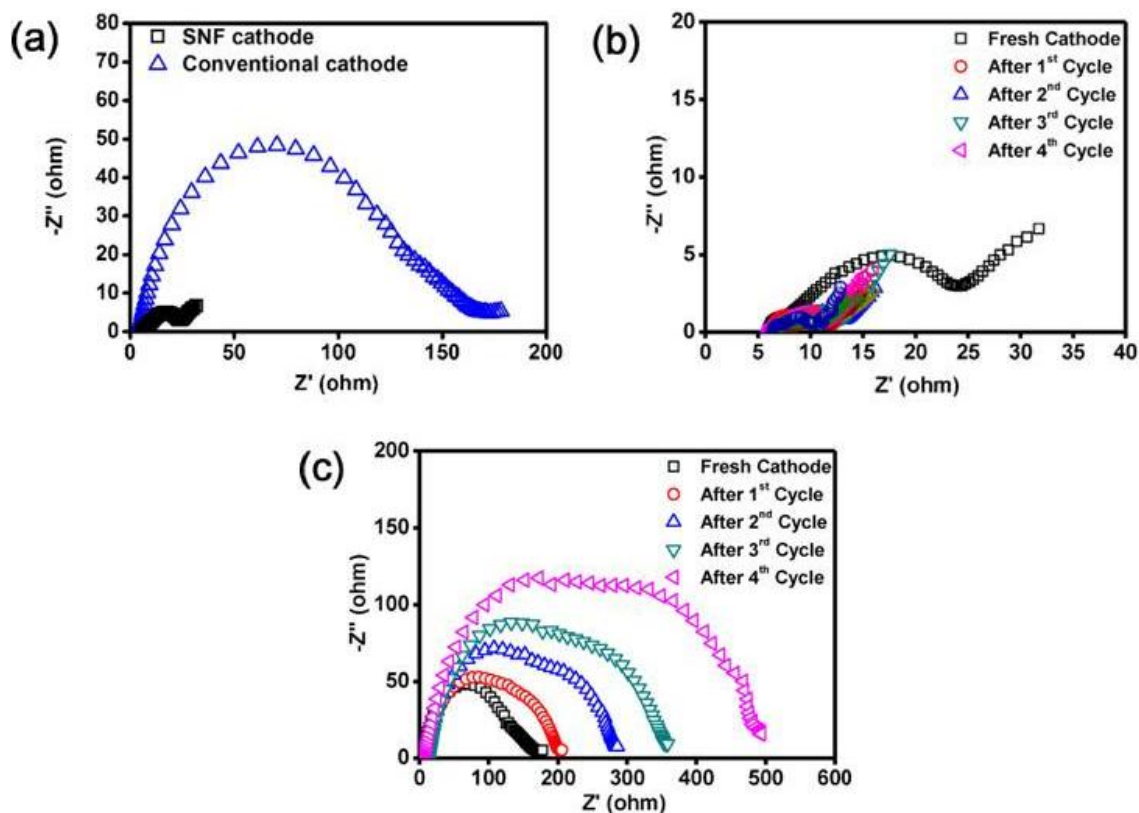 (a)
SNF cathode
Conventional cathode
80
70
60
50
40
30
20
10
0
-Z'' (ohm)
0
50
100
150
200
Z' (ohm)
(b)
Fresh Cathode
After 1st Cycle
After 2nd Cycle
After 3rd Cycle
After 4th Cycle
20
15
10
5
0
-Z'' (ohm)
0
5
10
15
20
25
30
35
40
Z' (ohm)
(c)
Fresh Cathode
After 1st Cycle
After 2nd Cycle
After 3rd Cycle
After 4th Cycle
200
150
100
50
0
-Z'' (ohm)
0
100
200
300
400
500
600
Z' (ohm)